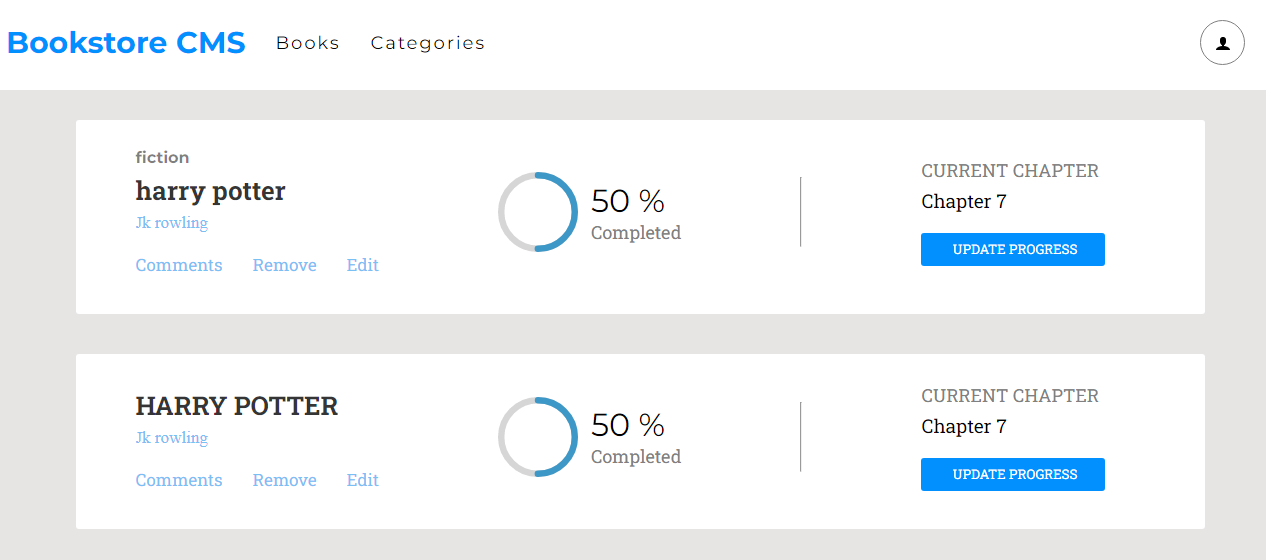 Bookstore CMS Books Categories
fiction
harry potter
Jk rowling
Comments Remove Edit
50 %
Completed
CURRENT CHAPTER
Chapter 7
UPDATE PROGRESS
HARRY POTTER
Jk rowling
Comments Remove Edit
50 %
Completed
CURRENT CHAPTER
Chapter 7
UPDATE PROGRESS